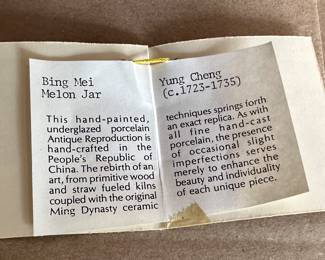 Bing Mei
Melon Jar
This hand-painted,
underglazed porcelain
Antique Reproduction is
hand-crafted in the
People's Republic of
China. The rebirth of an
art, from primitive wood
and straw fueled kilns
coupled with the original
Ming Dynasty ceramic
Yung Cheng
(c.1723-1735)
techniques springs forth
an exact replica. As with
all fine hand-cast
porcelain, the presence
of occasional slight
imperfections serves
merely to enhance the
beauty and individuality
of each unique piece.